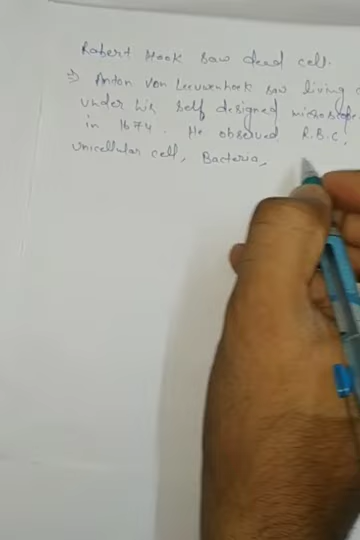 Robert Hook saw dead cell.
=> Anton Von Leeuwenhoek saw living c
under his self designed microscope
in 1674. He observed R.B.C,
unicellular cell, Bacteria,